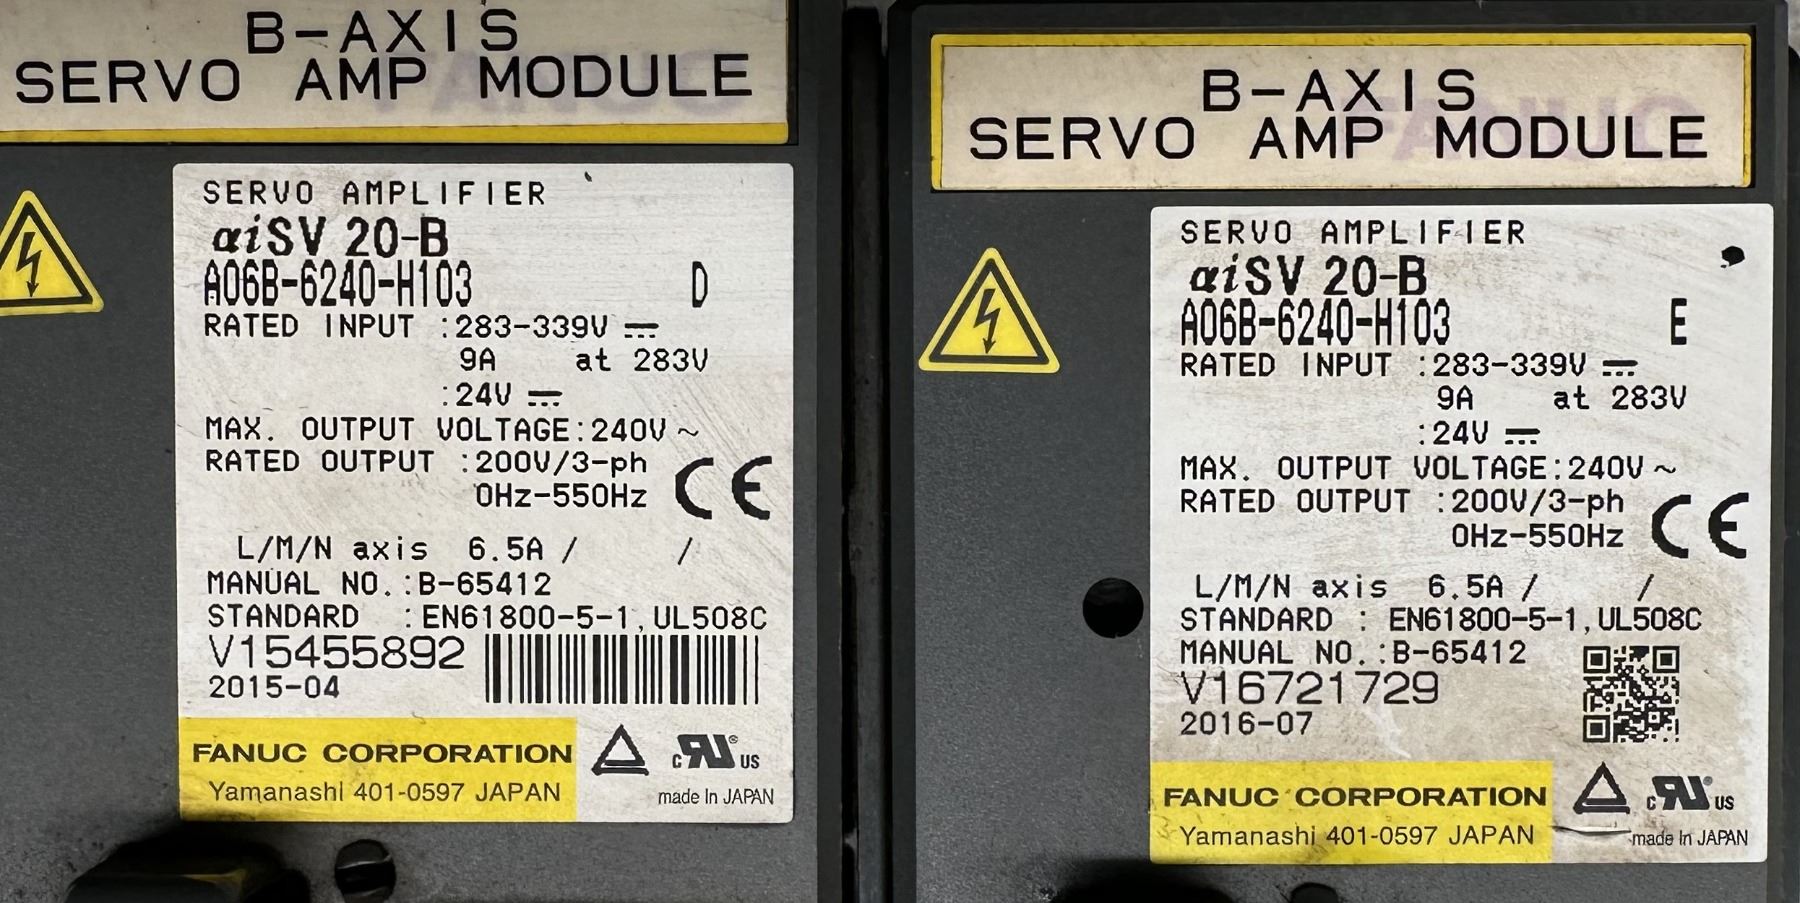 B-AXIS
SERVO AMP MODULE
SERVO AMPLIFIER
αiSV 20-B
A06B-6240-H103 D
RATED INPUT :283-339V ⎓
9A at 283V
:24V ⎓
MAX. OUTPUT VOLTAGE:240V ~
RATED OUTPUT :200V/3-ph
0Hz-550Hz
CE
L/M/N axis 6.5A / /
MANUAL NO.:B-65412
STANDARD :EN61800-5-1,UL508C
V15455892
2015-04
FANUC CORPORATION
Yamanashi 401-0597 JAPAN
c RU ® US
made In JAPAN
B-AXIS
SERVO AMP MODULE
FANUC
SERVO AMPLIFIER
αiSV 20-B
A06B-6240-H103 E
RATED INPUT :283-339V ⎓
9A at 283V
:24V ⎓
MAX. OUTPUT VOLTAGE:240V ~
RATED OUTPUT :200V/3-ph
0Hz-550Hz
CE
L/M/N axis 6.5A / /
STANDARD : EN61800-5-1,UL508C
MANUAL NO.:B-65412
V16721729
2016-07
FANUC CORPORATION
Yamanashi 401-0597 JAPAN
c RU ® US
made In JAPAN